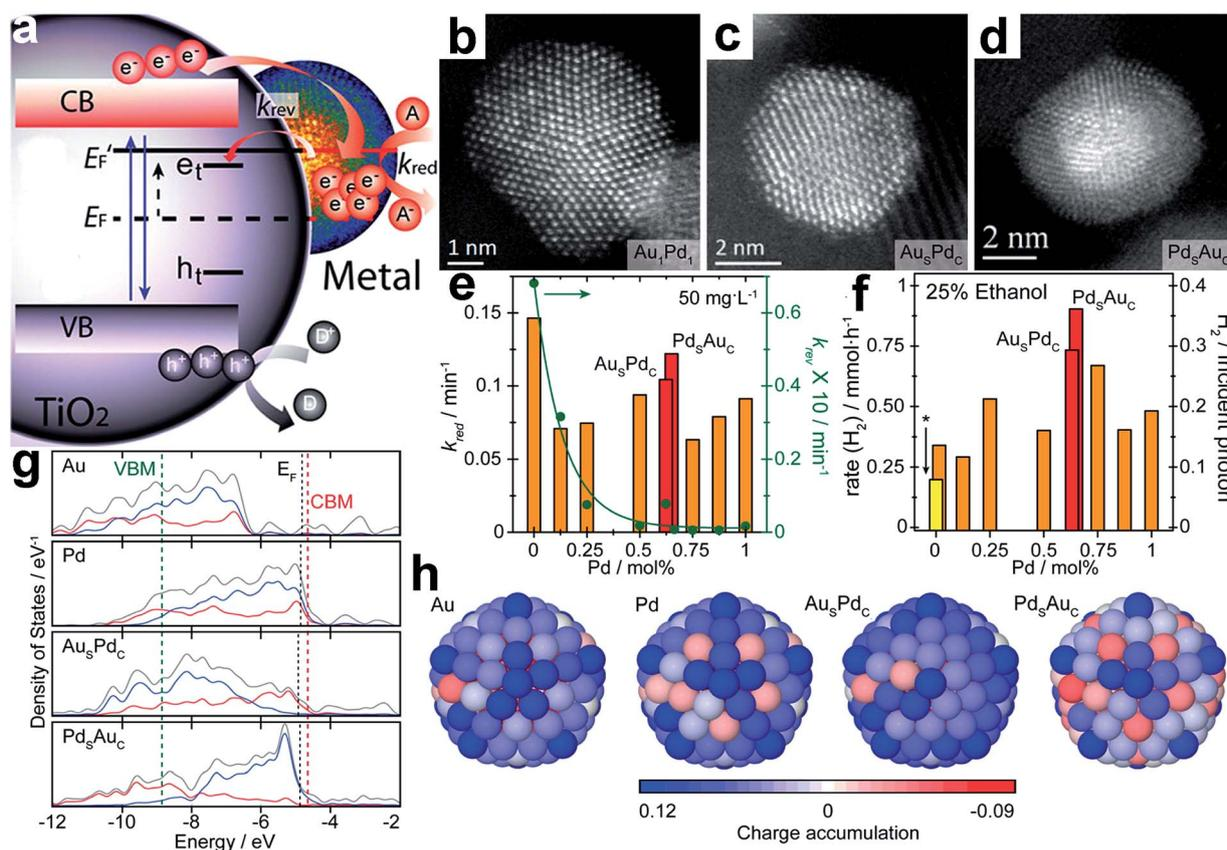 a
e⁻ e⁻ e⁻
CB
k_rev
A
E_F'
e_t
k_red
e⁻ e⁻
e⁻ e⁻
E_F
A⁻
h_t
Metal
VB
h⁺ h⁺ h⁺
D⁺
D
TiO₂
b
1 nm
Au₁Pd₁
c
2 nm
Au_SPd_C
d
2 nm
Pd_SAu_C
e
50 mg·L⁻¹
Pd_SAu_C
Au_SPd_C
k_red / min⁻¹
0.15
0.1
0.05
0
0 0.25 0.5 0.75 1
Pd / mol%
0.6
0.4
0.2
0
k_rev X 10 / min⁻¹
f
25% Ethanol
Pd_SAu_C
Au_SPd_C
*
rate (H₂) / mmol·h⁻¹
1
0.75
0.50
0.25
0
0 0.25 0.5 0.75 1
Pd / mol%
0.4
0.3
0.2
0.1
0
H₂ / incident photon
g
Au
VBM
E_F
CBM
Pd
Au_SPd_C
Pd_SAu_C
Density of States / eV⁻¹
-12 -10 -8 -6 -4 -2
Energy / eV
h
Au
Pd
Au_SPd_C
Pd_SAu_C
0.12 0 -0.09
Charge accumulation